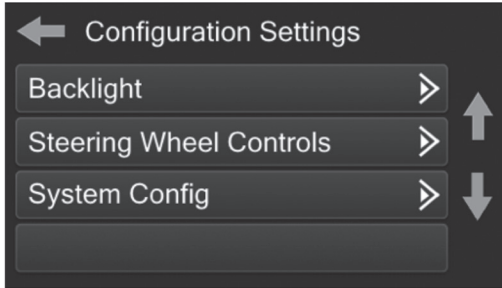 Configuration Settings
Backlight
Steering Wheel Controls
System Config